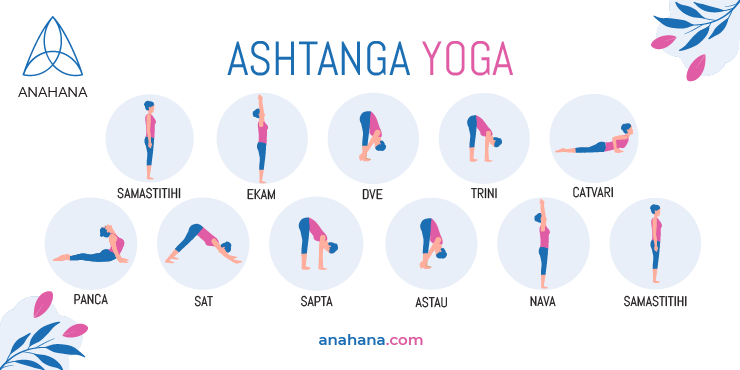 ASHTANGA YOGA
ANAHANA
SAMASTITIHI
EKAM
DVE
TRINI
CATVARI
PANCA
SAT
SAPTA
ASTAU
NAVA
SAMASTITIHI
anahana.com